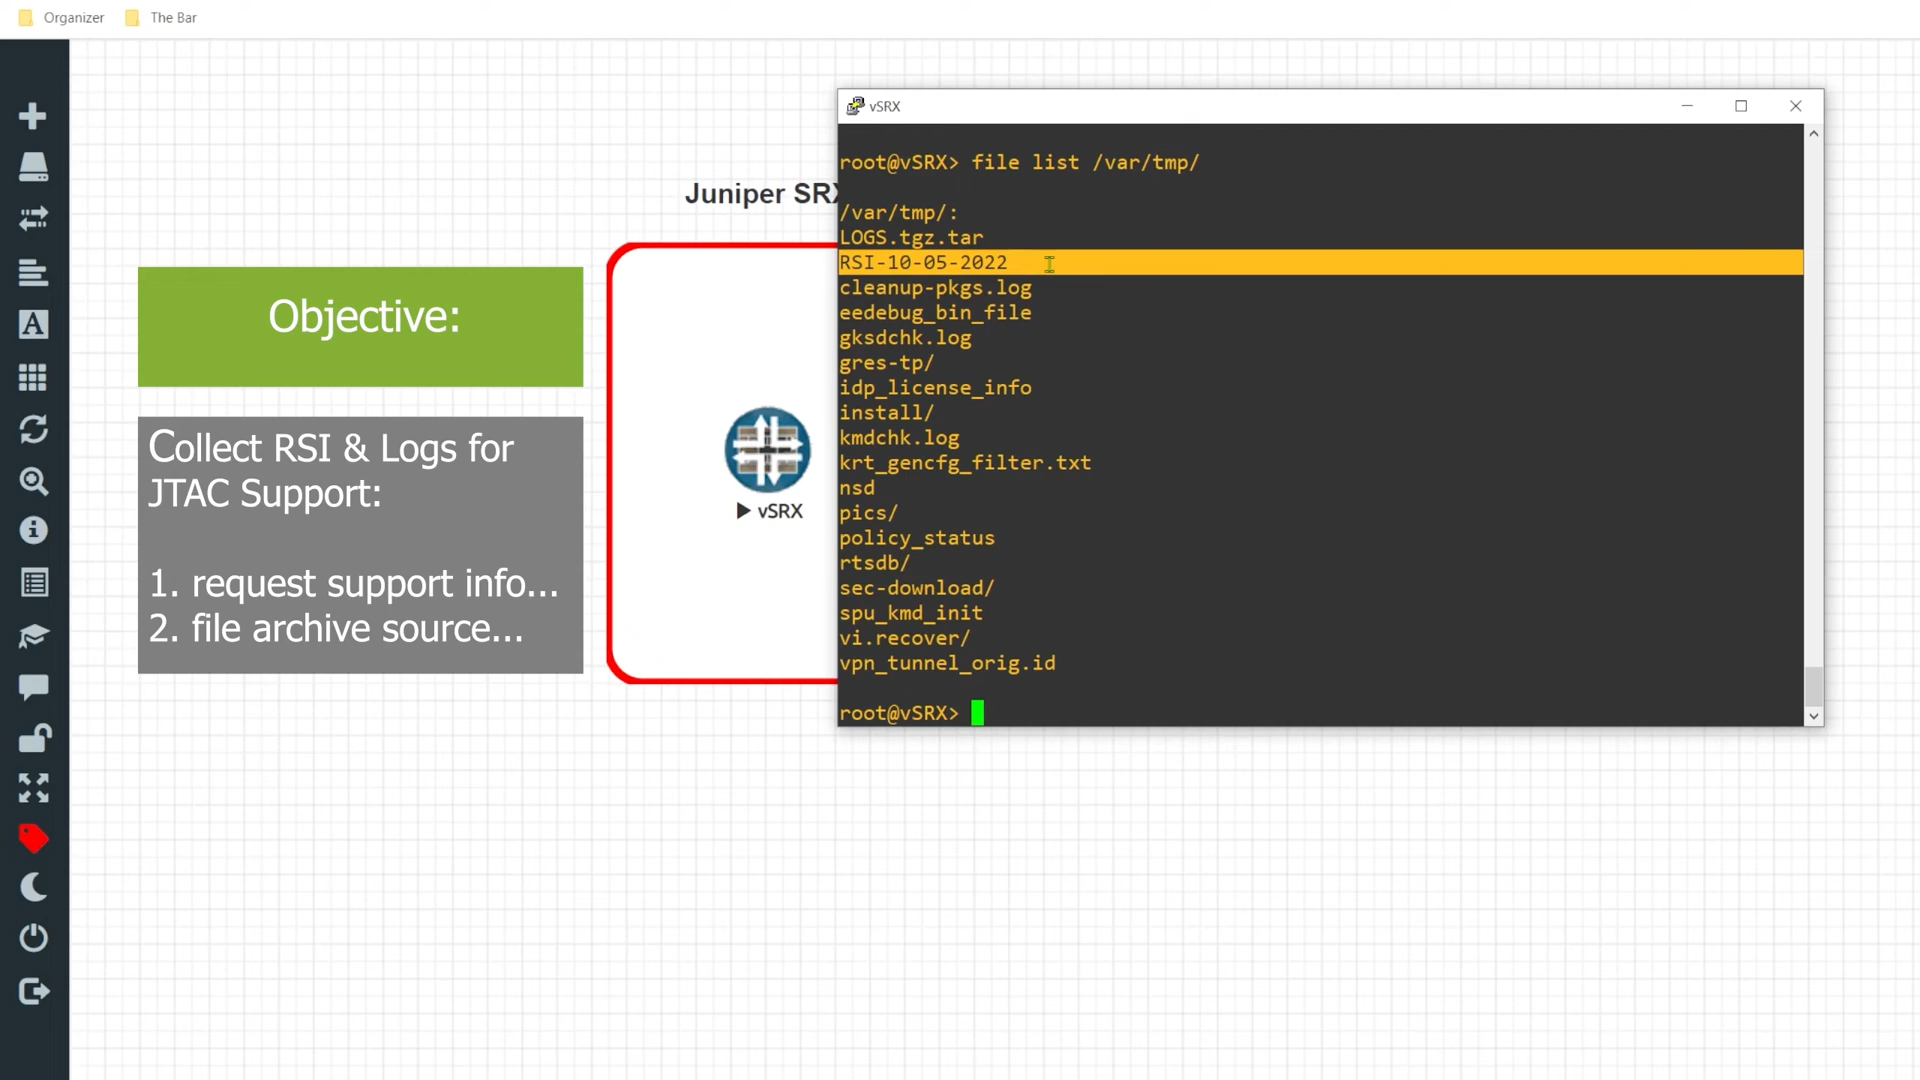 Organizer
The Bar
Juniper SRX
Objective:
Collect RSI & Logs for
JTAC Support:
1. request support info...
2. file archive source...
vSRX
vSRX
root@vSRX> file list /var/tmp/
/var/tmp/:
LOGS.tgz.tar
RSI-10-05-2022
cleanup-pkgs.log
eedebug_bin_file
gksdchk.log
gres-tp/
idp_license_info
install/
kmdchk.log
krt_gencfg_filter.txt
nsd
pics/
policy_status
rtsdb/
sec-download/
spu_kmd_init
vi.recover/
vpn_tunnel_orig.id
root@vSRX>